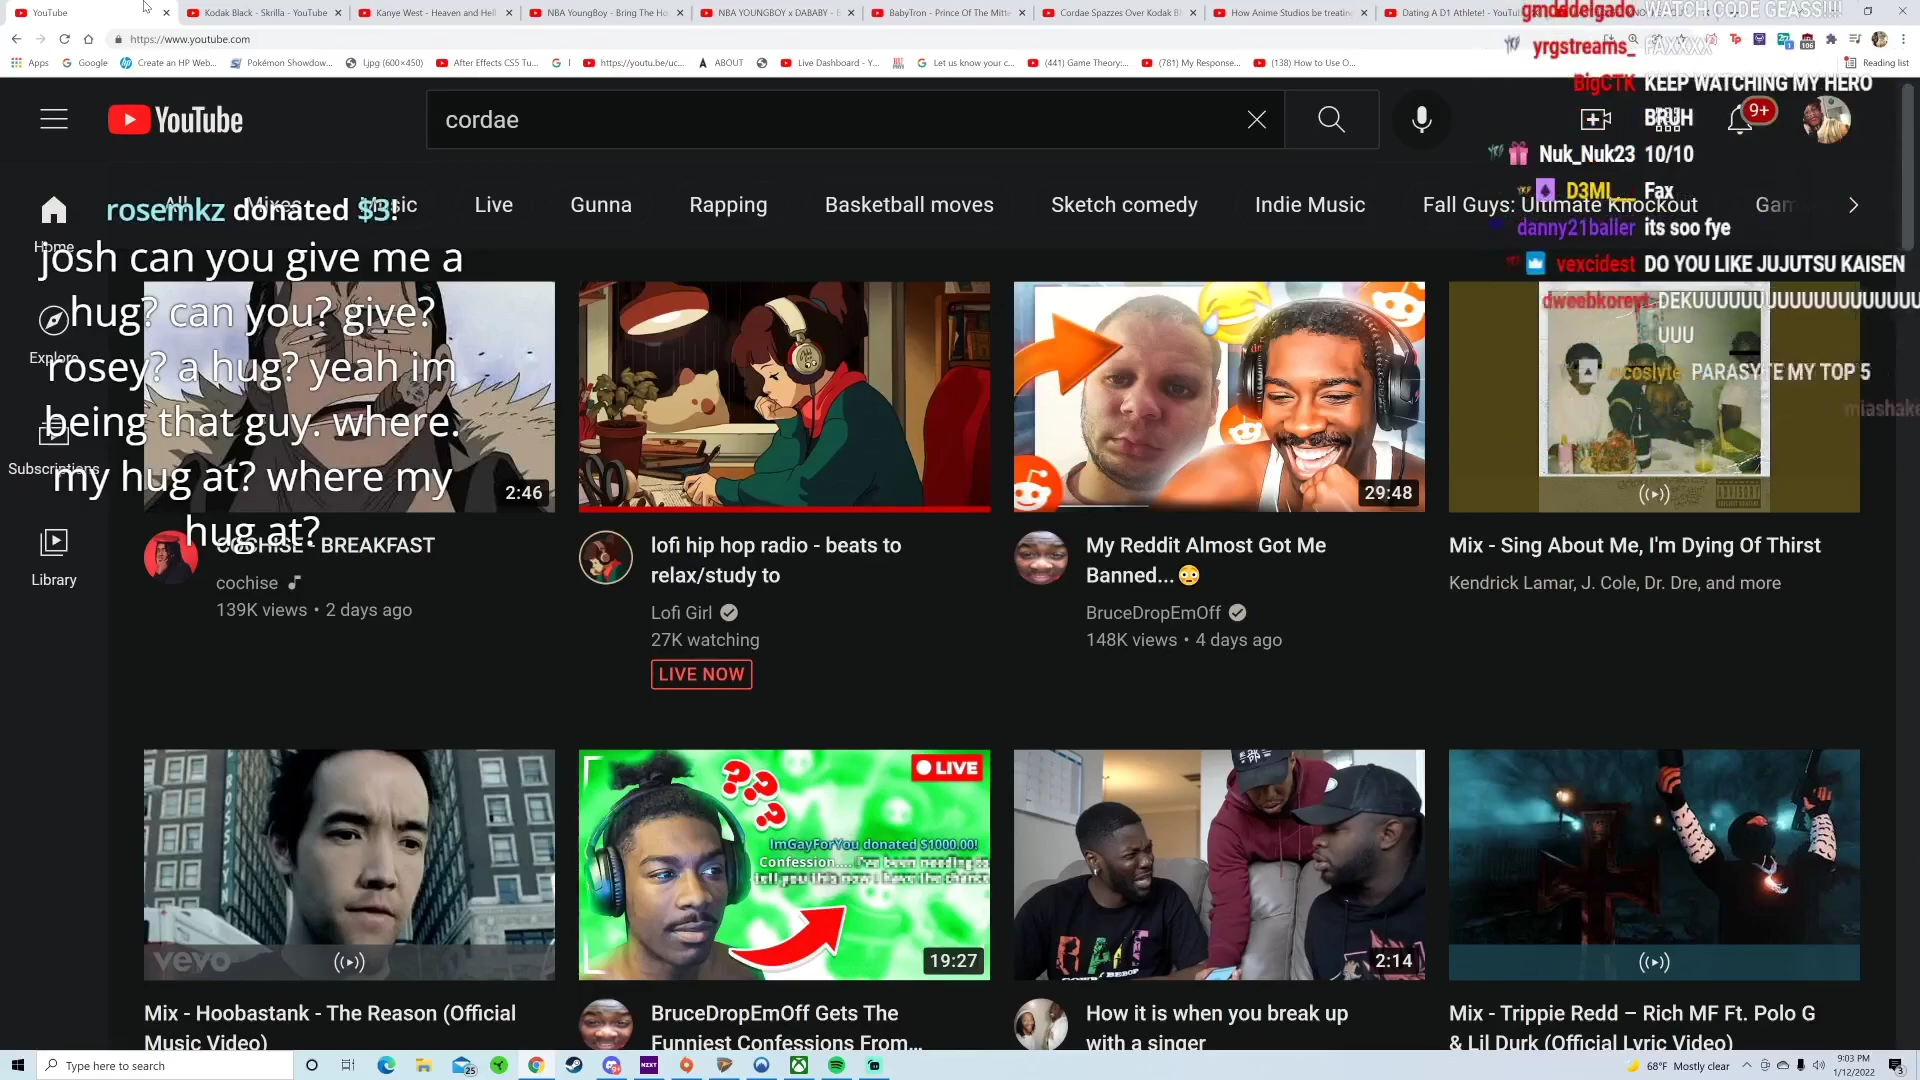 YouTube
Kodak Black - Skrilla - YouTube
Kanye West - Heaven and Hell
NBA YoungBoy - Bring The Ho
NBA YOUNGBOY x DABABY -
BabyTron - Prince Of The Mitte
Cordae Spazzes Over Kodak Bl
How Anime Studios be treatin
Dating A D1 Athlete! - YouTu
gmdddelgado WATCH CODE GEASS!!!!
https://www.youtube.com
yrgstreams_ FAXXXX
Apps
Google
Create an HP Web...
Pokémon Showdow...
l.jpg (600×450)
After Effects CS5 Tu...
https://youtu.be/uc...
ABOUT
Live Dashboard - Y...
Let us know your c...
(441) Game Theory:...
(781) My Response...
(138) How to Use O...
Reading list
BigCTK KEEP WATCHING MY HERO
BRUH
YouTube
cordae
9+
Nuk_Nuk23 10/10
D3MI__ Fax
All
Mixes
Music
Live
Gunna
Rapping
Basketball moves
Sketch comedy
Indie Music
Fall Guys: Ultimate Knockout
Gam
danny21baller its soo fye
vexcidest DO YOU LIKE JUJUTSU KAISEN
rosemkz donated $3!
josh can you give me a
hug? can you? give?
rosey? a hug? yeah im
being that guy. where.
my hug at? where my
hug at?
Home
Explore
Subscriptions
Library
DEKUUUUUUJUUUUUUUUUUUU
UUU
PARASYTE MY TOP 5
miashake
2:46
29:48
COCHISE - BREAKFAST
cochise
139K views • 2 days ago
lofi hip hop radio - beats to
relax/study to
Lofi Girl
27K watching
LIVE NOW
My Reddit Almost Got Me
Banned...😳
BruceDropEmOff
148K views • 4 days ago
Mix - Sing About Me, I'm Dying Of Thirst
Kendrick Lamar, J. Cole, Dr. Dre, and more
vevo
LIVE
???
ImGayForYou donated $1000.00!
19:27
2:14
Mix - Hoobastank - The Reason (Official
Music Video)
BruceDropEmOff Gets The
Funniest Confessions From...
How it is when you break up
with a singer
Mix - Trippie Redd – Rich MF Ft. Polo G
& Lil Durk (Official Lyric Video)
Type here to search
25
NZXT
68°F Mostly clear
9:03 PM
1/12/2022
3